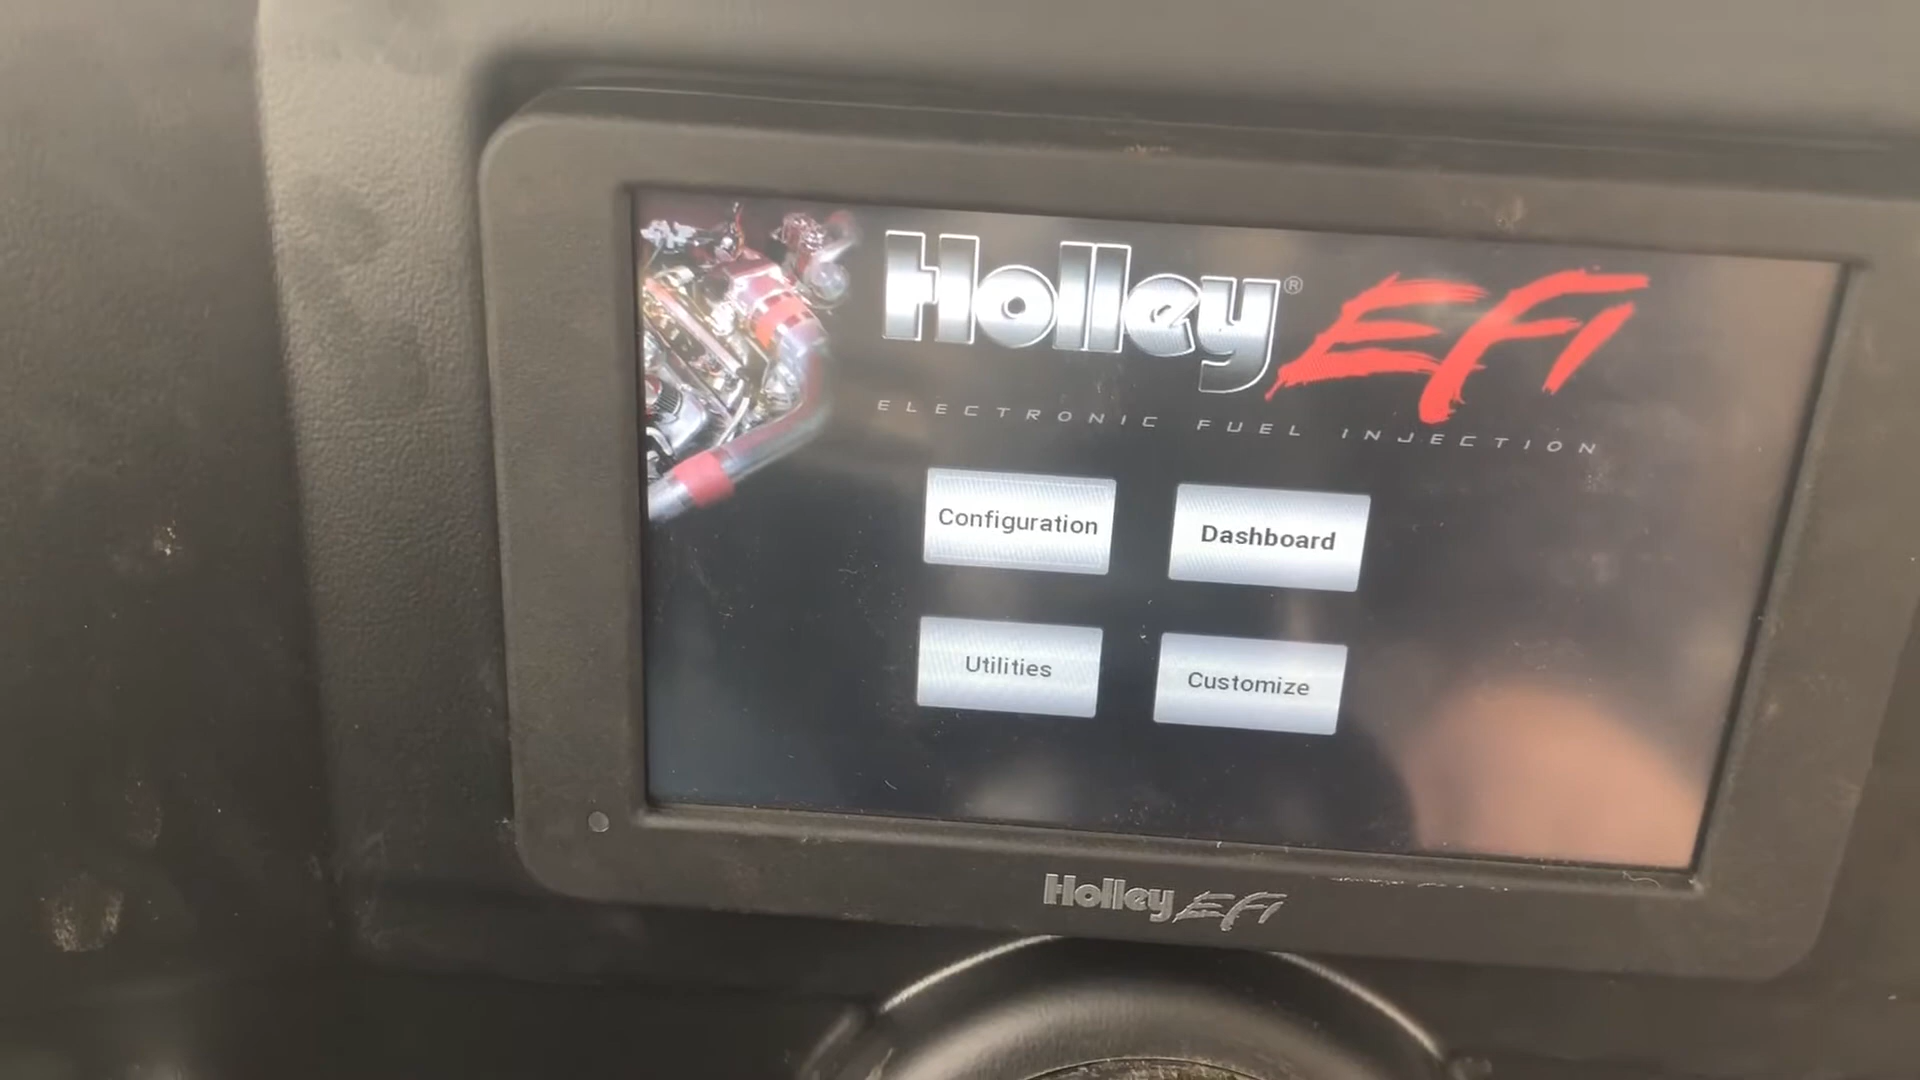 Holley® EFI
ELECTRONIC FUEL INJECTION
Configuration
Dashboard
Utilities
Customize
Holley EFI